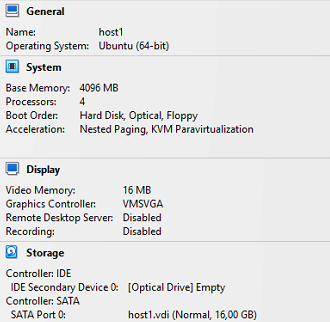 General
Name: host1
Operating System: Ubuntu (64-bit)
System
Base Memory: 4096 MB
Processors: 4
Boot Order: Hard Disk, Optical, Floppy
Acceleration: Nested Paging, KVM Paravirtualization
Display
Video Memory: 16 MB
Graphics Controller: VMSVGA
Remote Desktop Server: Disabled
Recording: Disabled
Storage
Controller: IDE
IDE Secondary Device 0: [Optical Drive] Empty
Controller: SATA
SATA Port 0: host1.vdi (Normal, 16,00 GB)